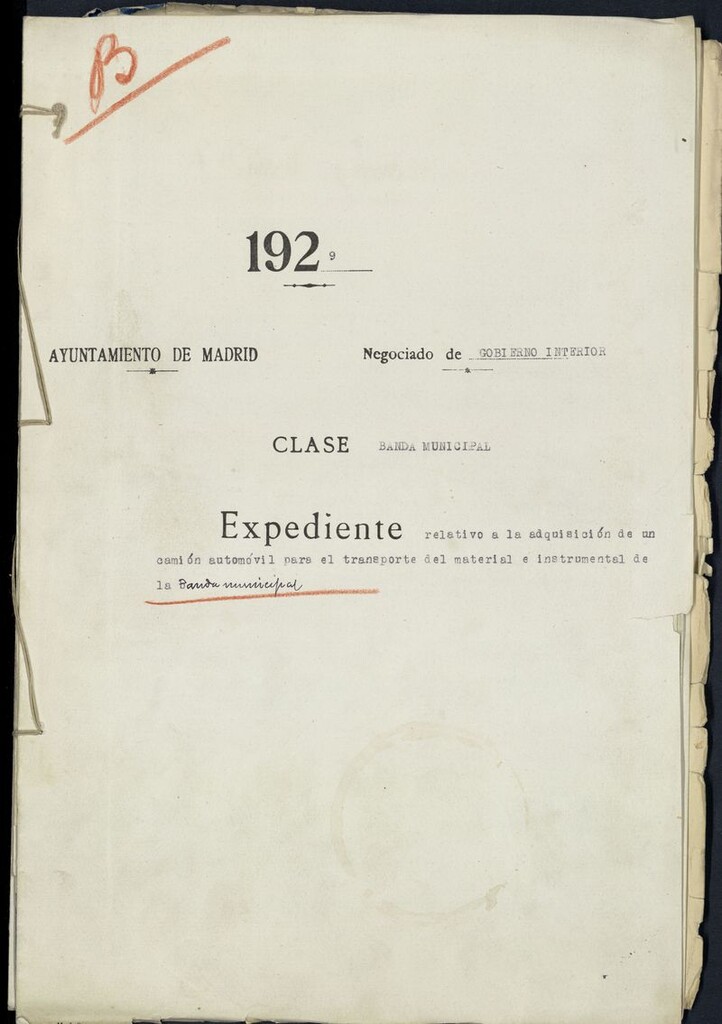 B
1929
AYUNTAMIENTO DE MADRID
Negociado de GOBIERNO INTERIOR
CLASE BANDA MUNICIPAL
Expediente relativo a la adquisición de un
camión automóvil para el transporte del material e instrumental de
la Banda municipal